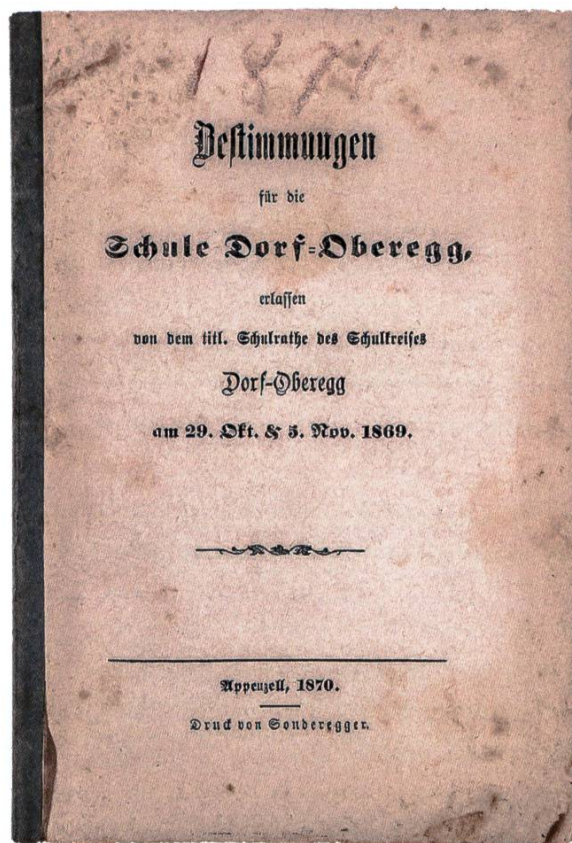 1871
Bestimmungen
für die
Schule Dorf-Oberegg,
erlassen
von dem titl. Schulrathe des Schulkreises
Dorf-Oberegg
am 29. Okt. & 5. Nov. 1869.
Appenzell, 1870.
Druck von Sonderegger.